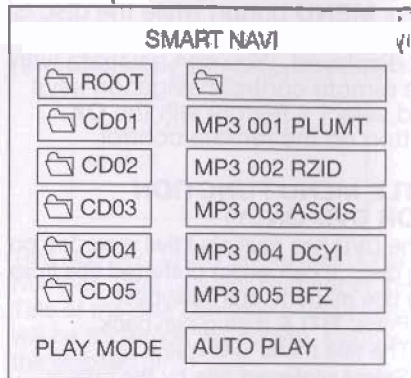 SMART NAVI
ROOT
CD01 MP3 001 PLUMT
CD02 MP3 002 RZID
CD03 MP3 003 ASCIS
CD04 MP3 004 DCYI
CD05 MP3 005 BFZ
PLAY MODE AUTO PLAY